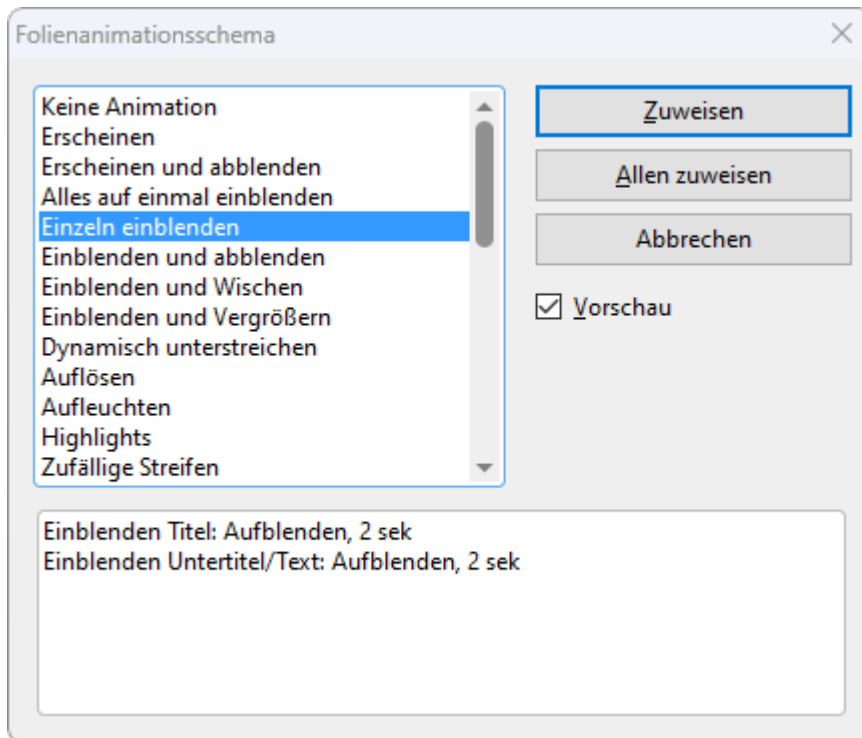 Folienanimationsschema
Keine Animation
Erscheinen
Erscheinen und abblenden
Alles auf einmal einblenden
Einzeln einblenden
Einblenden und abblenden
Einblenden und Wischen
Einblenden und Vergrößern
Dynamisch unterstreichen
Auflösen
Aufleuchten
Highlights
Zufällige Streifen
Zuweisen
Allen zuweisen
Abbrechen
Vorschau
Einblenden Titel: Aufblenden, 2 sek
Einblenden Untertitel/Text: Aufblenden, 2 sek